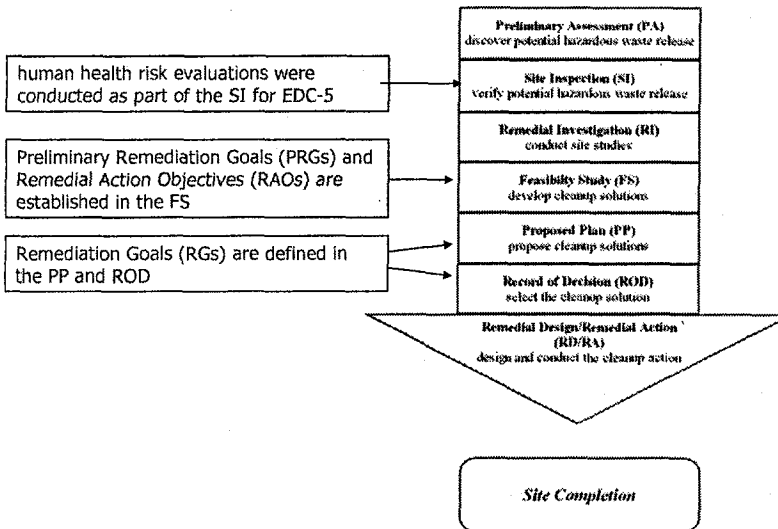 Preliminary Assessment (PA)
discover potential hazardous waste release
human health risk evaluations were
conducted as part of the SI for EDC-5
Site Inspection (SI)
verify potential hazardous waste release
Remedial Investigation (RI)
conduct site studies
Preliminary Remediation Goals (PRGs) and
Remedial Action Objectives (RAOs) are
established in the FS
Feasibilty Study (FS)
develop cleanup solutions
Remediation Goals (RGs) are defined in
the PP and ROD
Proposed Plan (PP)
propose cleanup solutions
Record of Decision (ROD)
select the cleanup solution
Remedial Design/Remedial Action
(RD/RA)
design and conduct the cleanup action
Site Completion